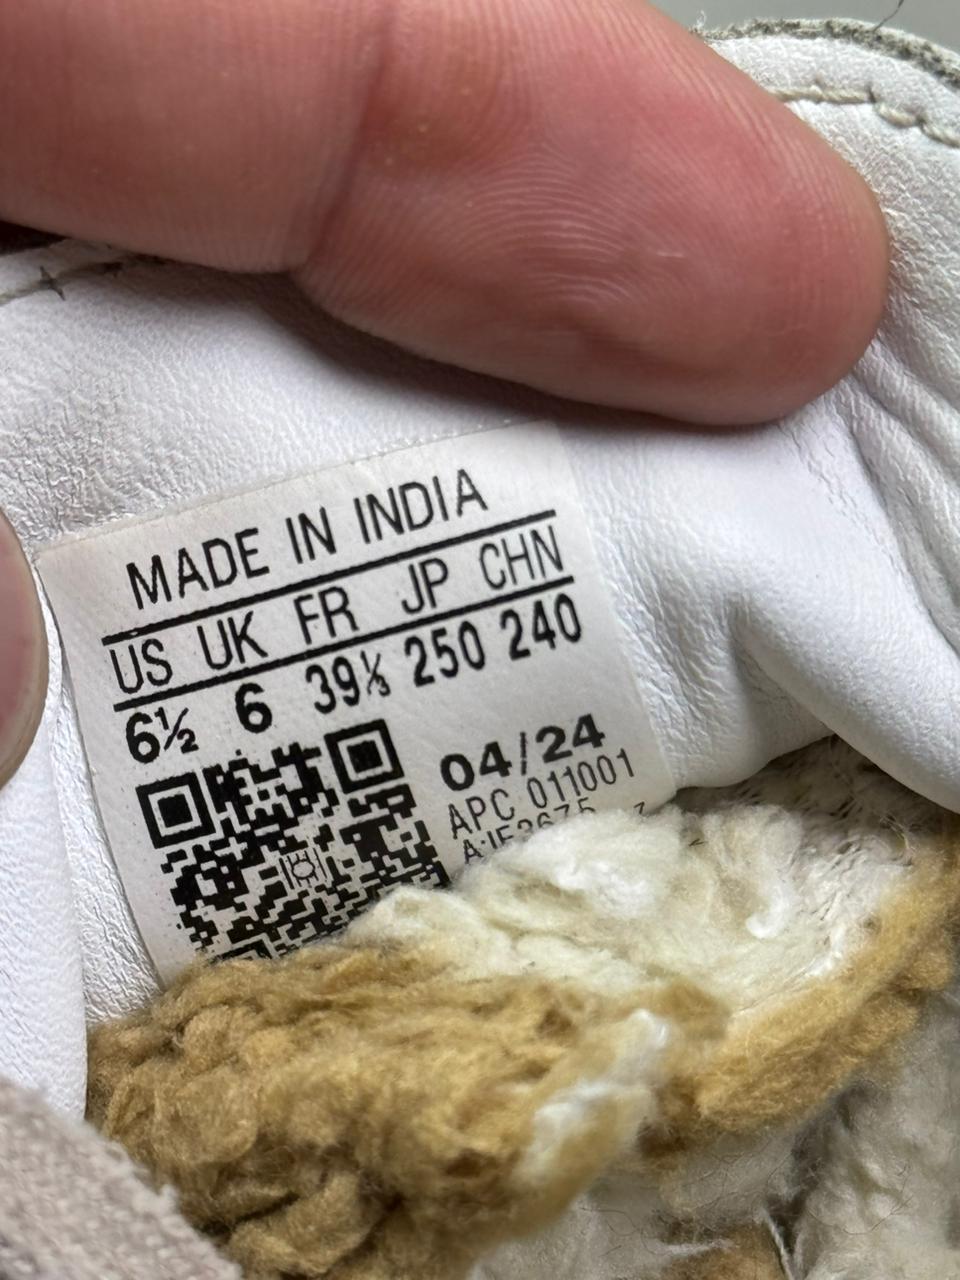 MADE IN INDIA
US UK FR JP CHN
6½ 6 39⅓ 250 240
04/24
APC 011001